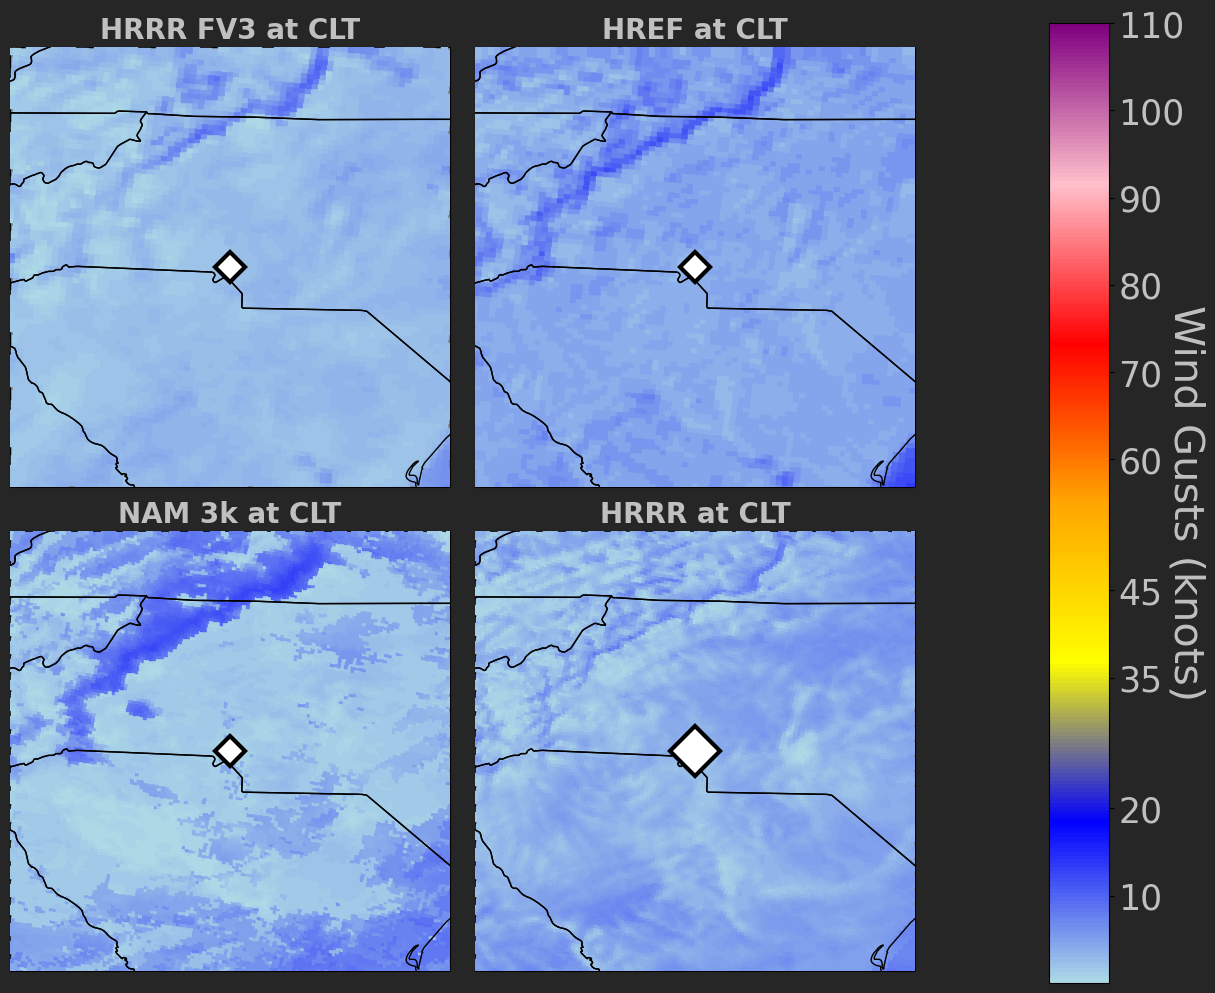 HRRR FV3 at CLT
HREF at CLT
NAM 3k at CLT
HRRR at CLT
110
100
90
80
70
60
45
35
20
10
Wind Gusts (knots)